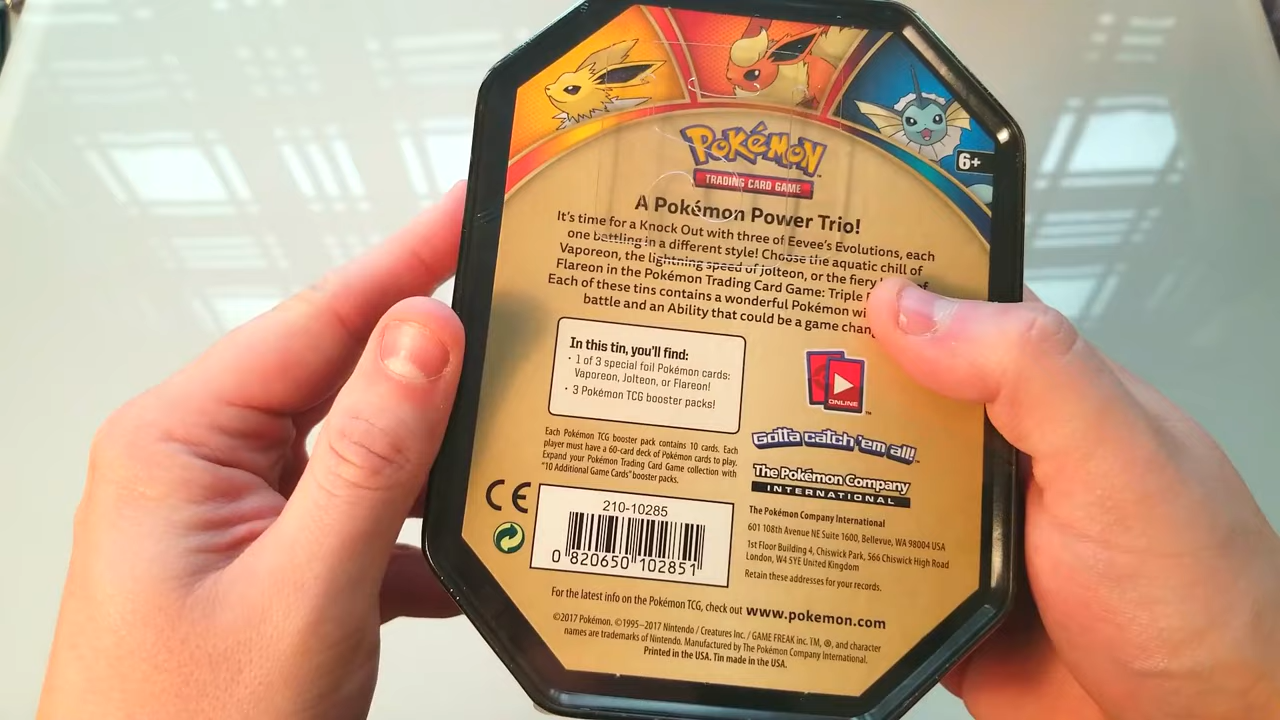 6+
POKéMON
TRADING CARD GAME
A Pokémon Power Trio!
It's time for a Knock Out with three of Eevee's Evolutions, each
one battling in a different style! Choose the aquatic chill of
Vaporeon, the lightning speed of Jolteon, or the fiery of
Flareon in the Pokémon Trading Card Game: Triple
Each of these tins contains a wonderful Pokémon
battle and an Ability that could be a game
In this tin, you'll find:
• 1 of 3 special foil Pokémon cards:
Vaporeon, Jolteon, or Flareon!
• 3 Pokémon TCG booster packs!
ONLINE
TM
Gotta catch 'em all!
Each Pokémon TCG booster pack contains 10 cards. Each
player must have a 60-card deck of Pokémon cards to play.
Expand your Pokémon Trading Card Game collection with
"10 Additional Game Cards" booster packs.
The Pokémon Company
INTERNATIONAL
CE
210-10285
0 820650 102851
The Pokémon Company International
601 108th Avenue NE Suite 1600, Bellevue, WA 98004 USA
1st Floor Building 4, Chiswick Park, 566 Chiswick High Road
London, W4 5YE United Kingdom
Retain these addresses for your records.
For the latest info on the Pokémon TCG, check out www.pokemon.com
©2017 Pokémon. ©1995–2017 Nintendo / Creatures Inc. / GAME FREAK inc. TM, ®, and character
names are trademarks of Nintendo. Manufactured by The Pokémon Company International.
Printed in the USA. Tin made in the USA.